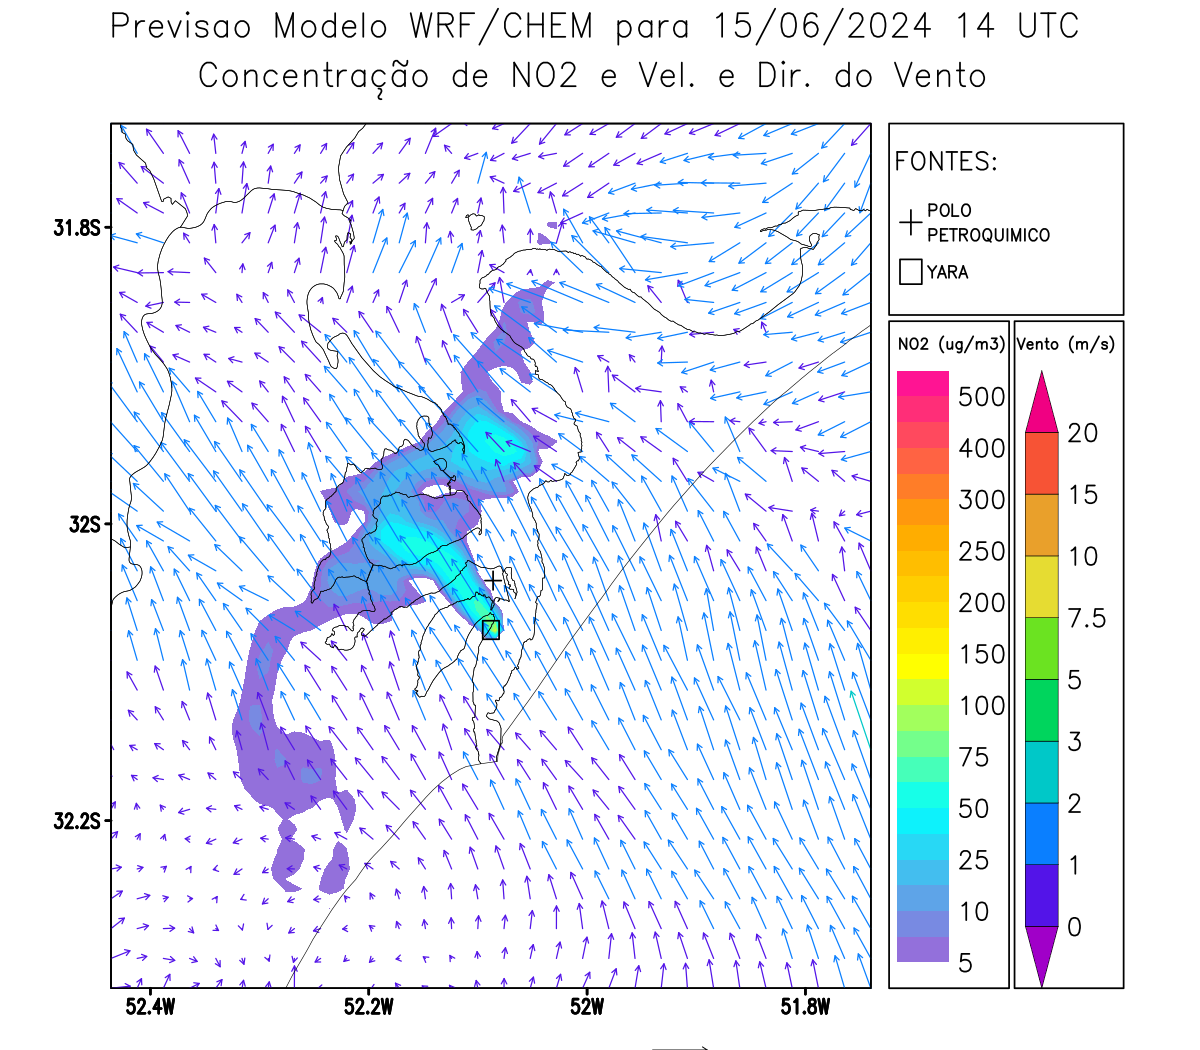 Previsao Modelo WRF/CHEM para 15/06/2024 14 UTC
Concentração de NO2 e Vel. e Dir. do Vento
FONTES:
POLO
PETROQUIMICO
YARA
NO2 (ug/m3)
500
400
300
250
200
150
100
75
50
25
10
5
Vento (m/s)
20
15
10
7.5
5
3
2
1
0
31.8S
32S
32.2S
52.4W
52.2W
52W
51.8W